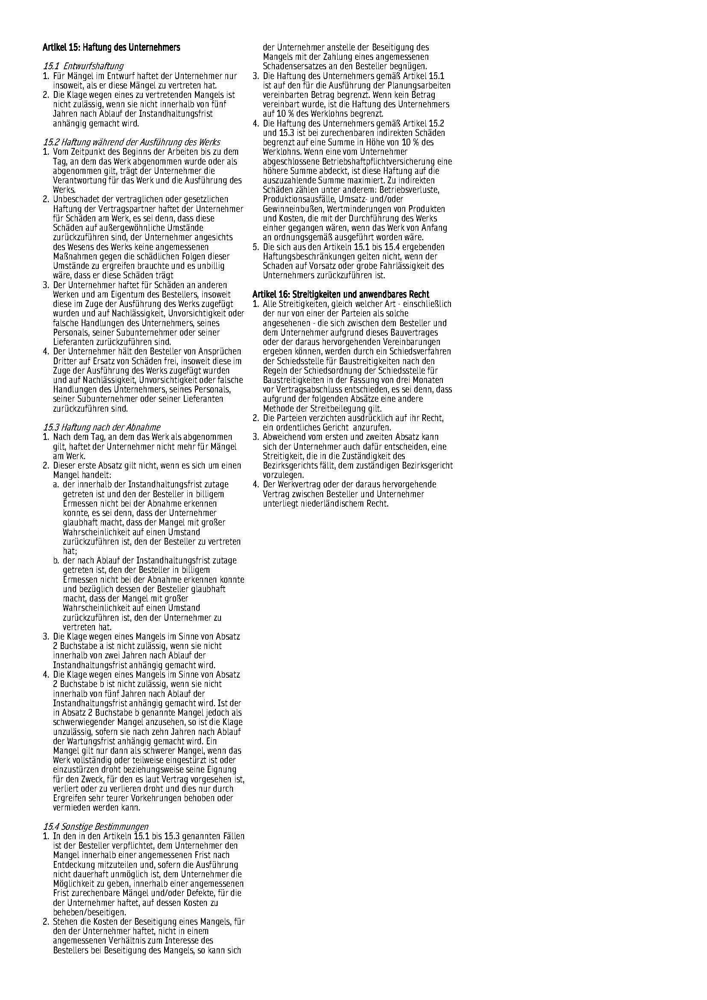 Artikel 15: Haftung des Unternehmers
15.1 Entwurfshaftung
1. Für Mängel im Entwurf haftet der Unternehmer nur
insoweit, als er diese Mängel zu vertreten hat.
2. Die Klage wegen eines zu vertretenden Mangels ist
nicht zulässig, wenn sie nicht innerhalb von fünf
Jahren nach Ablauf der Instandhaltungsfrist
anhängig gemacht wird.
15.2 Haftung während der Ausführung des Werks
1. Vom Zeitpunkt des Beginns der Arbeiten bis zu dem
Tag, an dem das Werk abgenommen wurde oder als
abgenommen gilt, trägt der Unternehmer die
Verantwortung für das Werk und die Ausführung des
Werks.
2. Unbeschadet der vertraglichen oder gesetzlichen
Haftung der Vertragspartner haftet der Unternehmer
für Schäden am Werk, es sei denn, dass diese
Schäden auf außergewöhnliche Umstände
zurückzuführen sind, der Unternehmer angesichts
des Wesens des Werks keine angemessenen
Maßnahmen gegen die schädlichen Folgen dieser
Umstände zu ergreifen brauchte und es unbillig
wäre, dass er diese Schäden trägt
3. Der Unternehmer haftet für Schäden an anderen
Werken und am Eigentum des Bestellers, insoweit
diese im Zuge der Ausführung des Werks zugefügt
wurden und auf Nachlässigkeit, Unvorsichtigkeit oder
falsche Handlungen des Unternehmers, seines
Personals, seiner Subunternehmer oder seiner
Lieferanten zurückzuführen sind.
4. Der Unternehmer hält den Besteller von Ansprüchen
Dritter auf Ersatz von Schäden frei, insoweit diese im
Zuge der Ausführung des Werks zugefügt wurden
und auf Nachlässigkeit, Unvorsichtigkeit oder falsche
Handlungen des Unternehmers, seines Personals,
seiner Subunternehmer oder seiner Lieferanten
zurückzuführen sind.
15.3 Haftung nach der Abnahme
1. Nach dem Tag, an dem das Werk als abgenommen
gilt, haftet der Unternehmer nicht mehr für Mängel
am Werk.
2. Dieser erste Absatz gilt nicht, wenn es sich um einen
Mangel handelt:
a. der innerhalb der Instandhaltungsfrist zutage
getreten ist und den der Besteller in billigem
Ermessen nicht bei der Abnahme erkennen
konnte, es sei denn, dass der Unternehmer
glaubhaft macht, dass der Mangel mit großer
Wahrscheinlichkeit auf einen Umstand
zurückzuführen ist, den der Besteller zu vertreten
hat;
b. der nach Ablauf der Instandhaltungsfrist zutage
getreten ist, den der Besteller in billigem
Ermessen nicht bei der Abnahme erkennen konnte
und bezüglich dessen der Besteller glaubhaft
macht, dass der Mangel mit großer
Wahrscheinlichkeit auf einen Umstand
zurückzuführen ist, den der Unternehmer zu
vertreten hat.
3. Die Klage wegen eines Mangels im Sinne von Absatz
2 Buchstabe a ist nicht zulässig, wenn sie nicht
innerhalb von zwei Jahren nach Ablauf der
Instandhaltungsfrist anhängig gemacht wird.
4. Die Klage wegen eines Mangels im Sinne von Absatz
2 Buchstabe b ist nicht zulässig, wenn sie nicht
innerhalb von fünf Jahren nach Ablauf der
Instandhaltungsfrist anhängig gemacht wird. Ist der
in Absatz 2 Buchstabe b genannte Mangel jedoch als
schwerwiegender Mangel anzusehen, so ist die Klage
unzulässig, sofern sie nach zehn Jahren nach Ablauf
der Wartungsfrist anhängig gemacht wird. Ein
Mangel gilt nur dann als schwerer Mangel, wenn das
Werk vollständig oder teilweise eingestürzt ist oder
einzustürzen droht beziehungsweise seine Eignung
für den Zweck, für den es laut Vertrag vorgesehen ist,
verliert oder zu verlieren droht und dies nur durch
Ergreifen sehr teurer Vorkehrungen behoben oder
vermieden werden kann.
15.4 Sonstige Bestimmungen
1. In den in den Artikeln 15.1 bis 15.3 genannten Fällen
ist der Besteller verpflichtet, dem Unternehmer den
Mangel innerhalb einer angemessenen Frist nach
Entdeckung mitzuteilen und, sofern die Ausführung
nicht dauerhaft unmöglich ist, dem Unternehmer die
Möglichkeit zu geben, innerhalb einer angemessenen
Frist zurechenbare Mängel und/oder Defekte, für die
der Unternehmer haftet, auf dessen Kosten zu
beheben/beseitigen.
2. Stehen die Kosten der Beseitigung eines Mangels, für
den der Unternehmer haftet, nicht in einem
angemessenen Verhältnis zum Interesse des
Bestellers bei Beseitigung des Mangels, so kann sich
der Unternehmer anstelle der Beseitigung des
Mangels mit der Zahlung eines angemessenen
Schadensersatzes an den Besteller begnügen.
3. Die Haftung des Unternehmers gemäß Artikel 15.1
ist auf den für die Ausführung der Planungsarbeiten
vereinbarten Betrag begrenzt. Wenn kein Betrag
vereinbart wurde, ist die Haftung des Unternehmers
auf 10 % des Werklohns begrenzt.
4. Die Haftung des Unternehmers gemäß Artikel 15.2
und 15.3 ist bei zurechenbaren indirekten Schäden
begrenzt auf eine Summe in Höhe von 10 % des
Werklohns. Wenn eine vom Unternehmer
abgeschlossene Betriebshaftpflichtversicherung eine
höhere Summe abdeckt, ist diese Haftung auf die
auszuzahlende Summe maximiert. Zu indirekten
Schäden zählen unter anderem: Betriebsverluste,
Produktionsausfälle, Umsatz- und/oder
Gewinneinbußen, Wertminderungen von Produkten
und Kosten, die mit der Durchführung des Werks
einher gegangen wären, wenn das Werk von Anfang
an ordnungsgemäß ausgeführt worden wäre.
5. Die sich aus den Artikeln 15.1 bis 15.4 ergebenden
Haftungsbeschränkungen gelten nicht, wenn der
Schaden auf Vorsatz oder grobe Fahrlässigkeit des
Unternehmers zurückzuführen ist.
Artikel 16: Streitigkeiten und anwendbares Recht
1. Alle Streitigkeiten, gleich welcher Art - einschließlich
der nur von einer der Parteien als solche
angesehenen - die sich zwischen dem Besteller und
dem Unternehmer aufgrund dieses Bauvertrages
oder der daraus hervorgehenden Vereinbarungen
ergeben können, werden durch ein Schiedsverfahren
der Schiedsstelle für Baustreitigkeiten nach den
Regeln der Schiedsordnung der Schiedsstelle für
Baustreitigkeiten in der Fassung von drei Monaten
vor Vertragsabschluss entschieden, es sei denn, dass
aufgrund der folgenden Absätze eine andere
Methode der Streitbeilegung gilt.
2. Die Parteien verzichten ausdrücklich auf ihr Recht,
ein ordentliches Gericht anzurufen.
3. Abweichend vom ersten und zweiten Absatz kann
sich der Unternehmer auch dafür entscheiden, eine
Streitigkeit, die in die Zuständigkeit des
Bezirksgerichts fällt, dem zuständigen Bezirksgericht
vorzulegen.
4. Der Werkvertrag oder der daraus hervorgehende
Vertrag zwischen Besteller und Unternehmer
unterliegt niederländischem Recht.